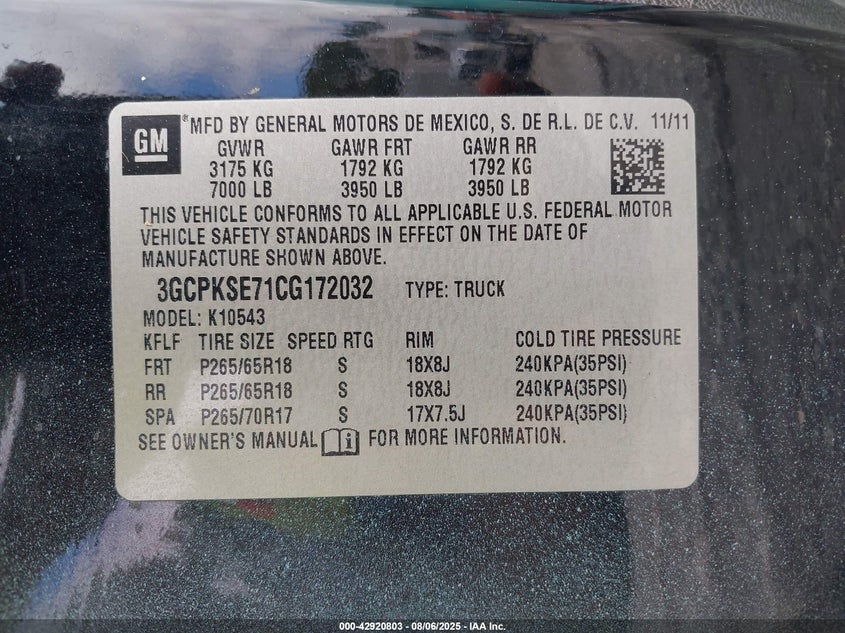 GM ® MFD BY GENERAL MOTORS DE MEXICO, S. DE R.L. DE C.V. 11/11
GVWR GAWR FRT GAWR RR
3175 KG 1792 KG 1792 KG
7000 LB 3950 LB 3950 LB
THIS VEHICLE CONFORMS TO ALL APPLICABLE U.S. FEDERAL MOTOR
VEHICLE SAFETY STANDARDS IN EFFECT ON THE DATE OF
MANUFACTURE SHOWN ABOVE.
3GCPKSE71CG172032 TYPE: TRUCK
MODEL: K10543
KFLF TIRE SIZE SPEED RTG RIM COLD TIRE PRESSURE
FRT P265/65R18 S 18X8J 240KPA(35PSI)
RR P265/65R18 S 18X8J 240KPA(35PSI)
SPA P265/70R17 S 17X7.5J 240KPA(35PSI)
SEE OWNER'S MANUAL FOR MORE INFORMATION.
000-42920803 - 08/06/2025 - IAA Inc.